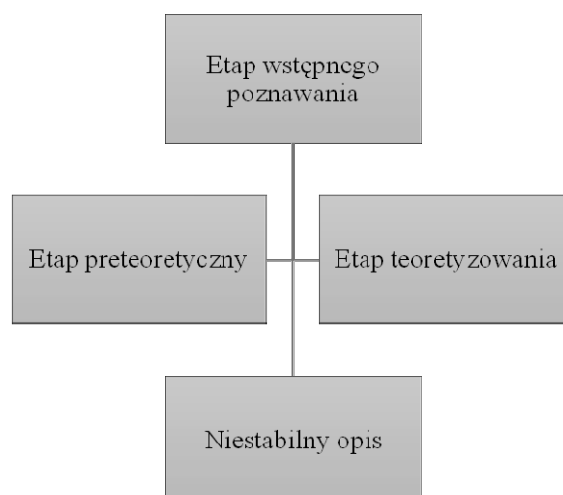 Etap wstępnego
poznawania
Etap preteoretyczny
Etap teoretyzowania
Niestabilny opis